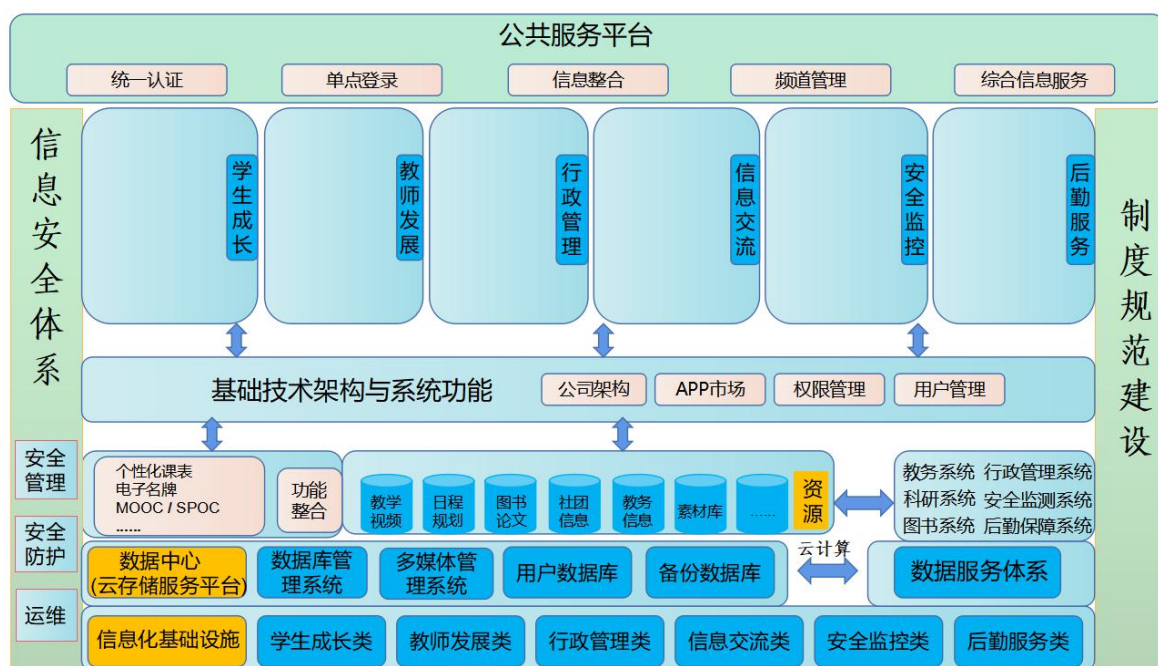 公共服务平台
统一认证
单点登录
信息整合
频道管理
综合信息服务
信息安全体系
学生成长
教师发展
行政管理
信息交流
安全监控
后勤服务
制度规范建设
基础技术架构与系统功能
公司架构
APP市场
权限管理
用户管理
安全
管理
安全
防护
运维
个性化课表
电子名牌
MOOC / SPOC
......
功能
整合
教学
视频
日程
规划
图书
论文
社团
信息
教务
信息
素材库
......
资源
教务系统 行政管理系统
科研系统 安全监测系统
图书系统 后勤保障系统
数据中心
(云存储服务平台)
数据库管
理系统
多媒体管
理系统
用户数据库
备份数据库
云计算
数据服务体系
信息化基础设施
学生成长类
教师发展类
行政管理类
信息交流类
安全监控类
后勤服务类